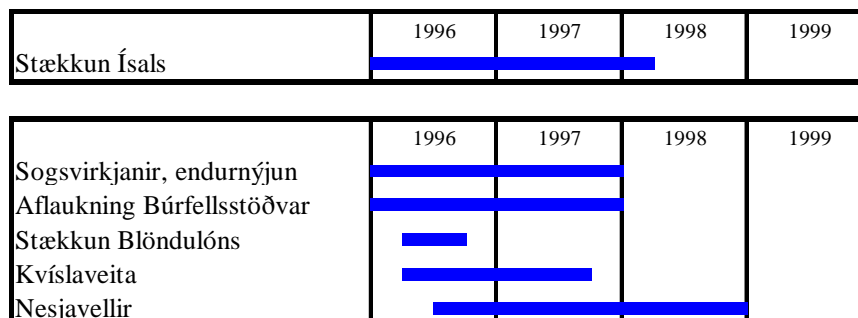 1996 1997 1998 1999
Stækkun Ísals
1996 1997 1998 1999
Sogsvirkjanir, endurnýjun
Aflaukning Búrfellsstöðvar
Stækkun Blöndulóns
Kvíslaveita
Nesjavellir